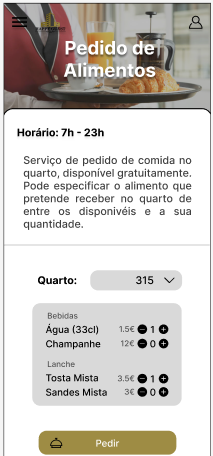 Pedido de
Alimentos
Horário: 7h - 23h
Serviço de pedido de comida no
quarto, disponível gratuitamente.
Pode especificar o alimento que
pretende receber no quarto de
entre os disponivéis e a sua
quantidade.
Quarto: 315
Bebidas
Água (33cl) 1.5€ 1
Champanhe 12€ 0
Lanche
Tosta Mista 3.5€ 1
Sandes Mista 3€ 0
Pedir